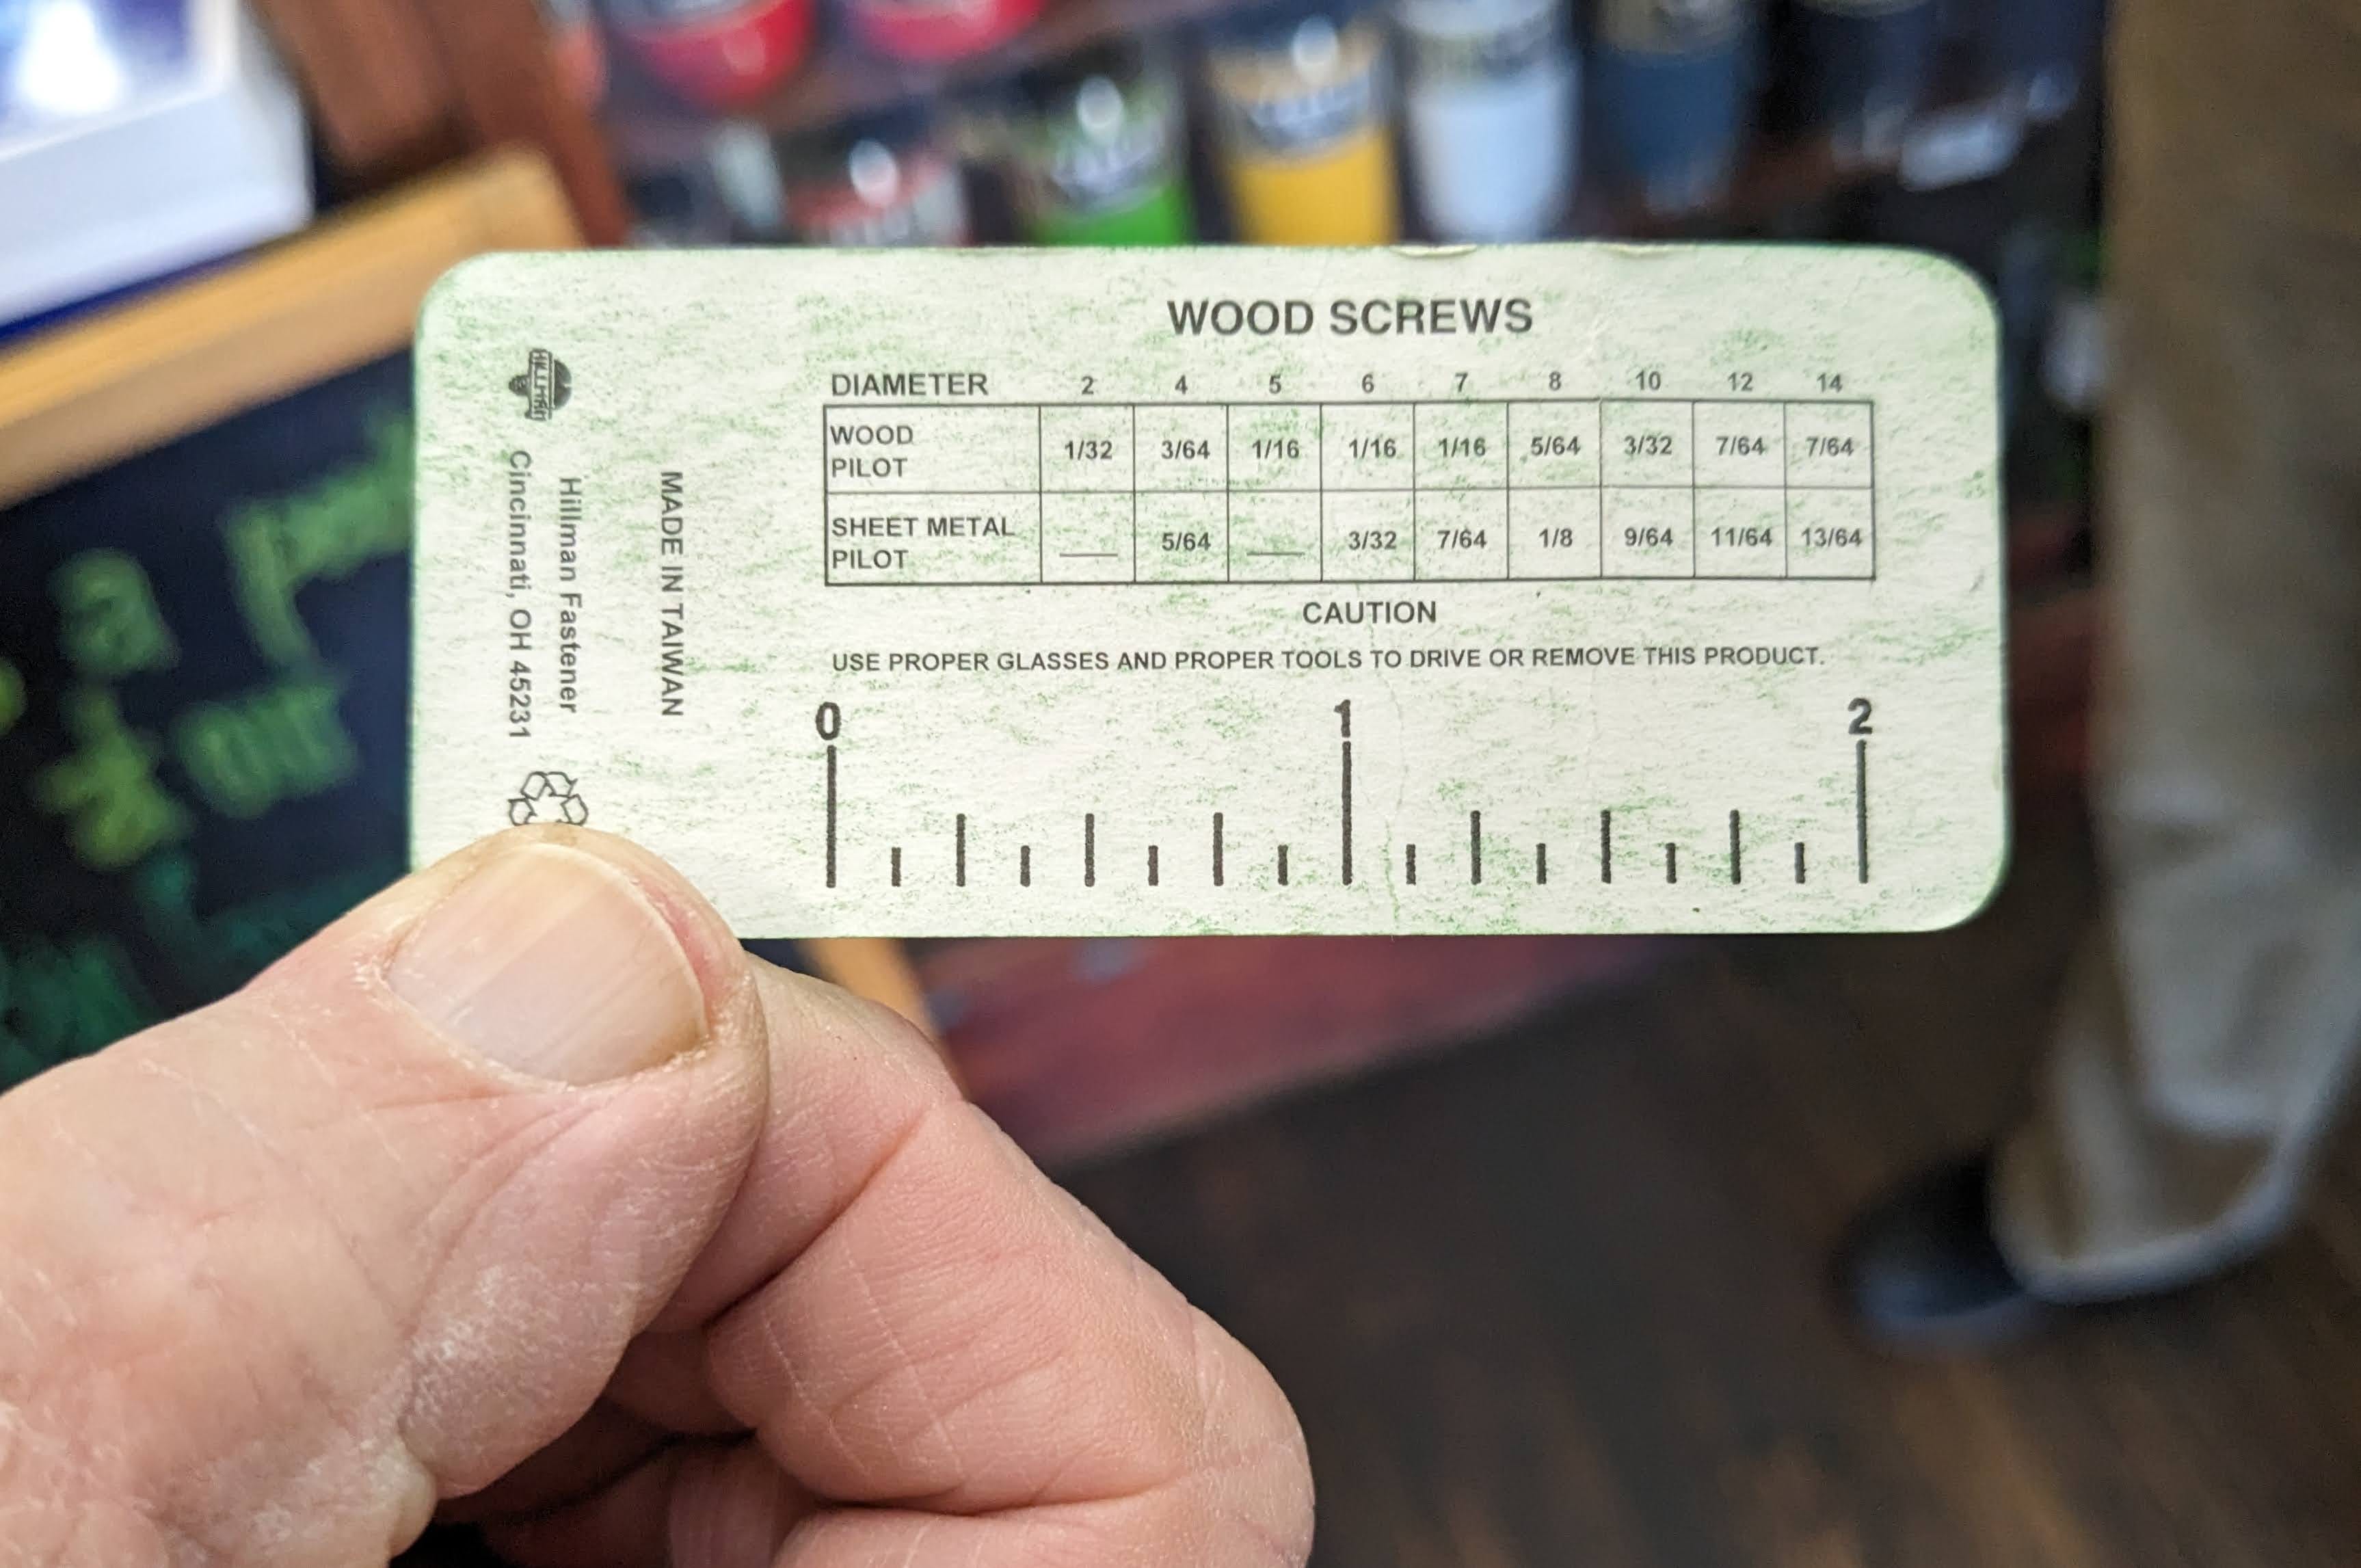 WOOD SCREWS
DIAMETER 2 4 5 6 7 8 10 12 14
WOOD PILOT 1/32 3/64 1/16 1/16 1/16 5/64 3/32 7/64 7/64
SHEET METAL PILOT ___ 5/64 ___ 3/32 7/64 1/8 9/64 11/64 13/64
CAUTION
USE PROPER GLASSES AND PROPER TOOLS TO DRIVE OR REMOVE THIS PRODUCT.
0 1 2
MADE IN TAIWAN
HILLMAN
Hillman Fastener
Cincinnati, OH 45231
a